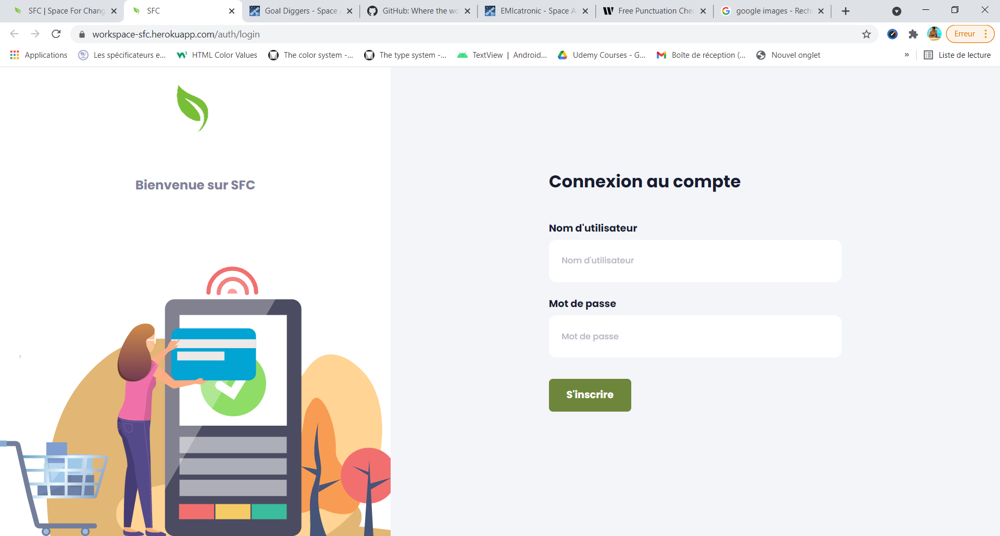 SFC | Space For Chang
SFC
Goal Diggers - Space
GitHub: Where the wo
EMIcatronic - Space A
Free Punctuation Che
google images - Rech
workspace-sfc.herokuapp.com/auth/login
Erreur
Applications
Les spécificateurs e...
HTML Color Values
The color system -...
The type system -...
TextView | Android...
Udemy Courses - G...
Boîte de réception (...
Nouvel onglet
»
Liste de lecture
Bienvenue sur SFC
Connexion au compte
Nom d'utilisateur
Nom d'utilisateur
Mot de passe
Mot de passe
S'inscrire